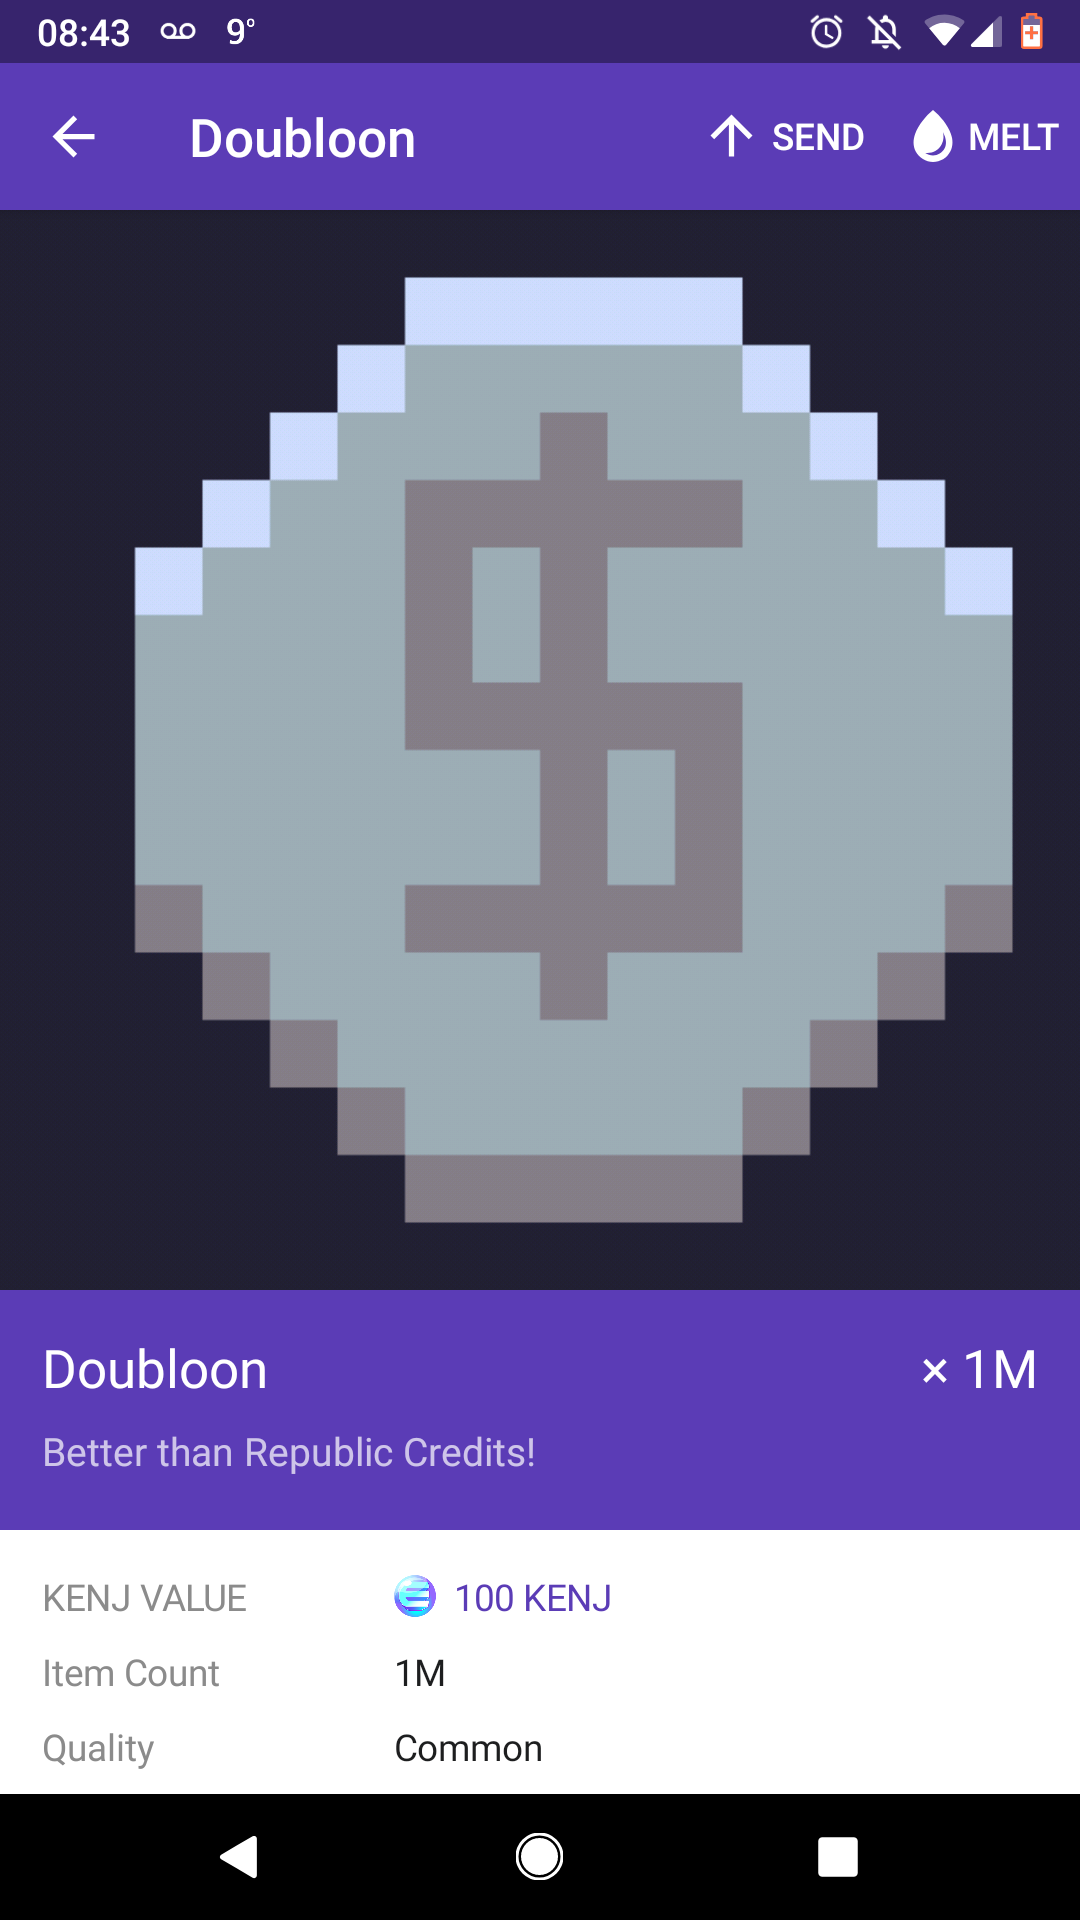 08:43 9°
Doubloon SEND MELT
Doubloon × 1M
Better than Republic Credits!
KENJ VALUE 100 KENJ
Item Count 1M
Quality Common